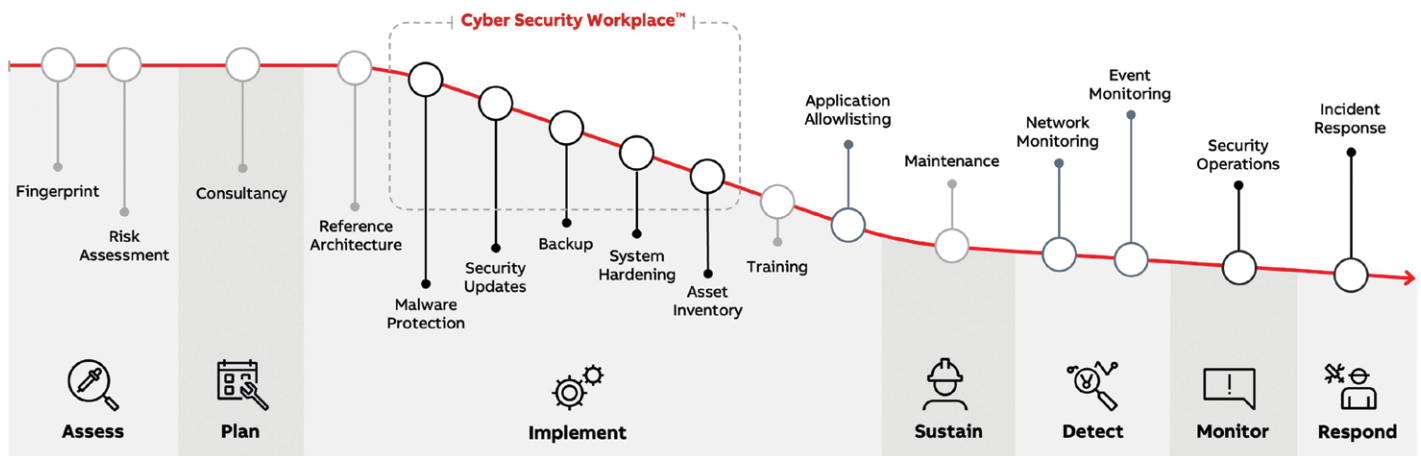 Cyber Security Workplace™
Fingerprint
Risk
Assessment
Consultancy
Reference
Architecture
Malware
Protection
Security
Updates
Backup
System
Hardening
Asset
Inventory
Training
Application
Allowlisting
Maintenance
Network
Monitoring
Event
Monitoring
Security
Operations
Incident
Response
Assess
Plan
Implement
Sustain
Detect
Monitor
Respond